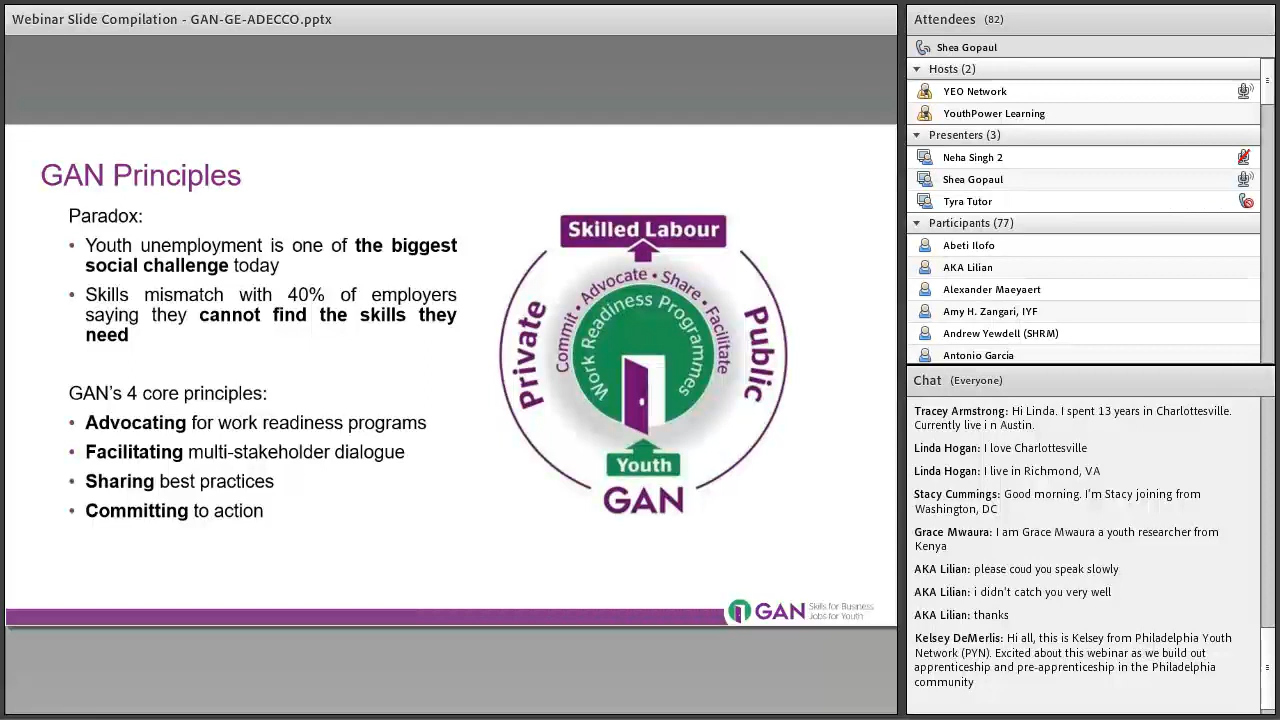 Webinar Slide Compilation - GAN-GE-ADECCO.pptx
GAN Principles
Paradox:
• Youth unemployment is one of the biggest
social challenge today
• Skills mismatch with 40% of employers
saying they cannot find the skills they
need
GAN's 4 core principles:
• Advocating for work readiness programs
• Facilitating multi-stakeholder dialogue
• Sharing best practices
• Committing to action
Skilled Labour
Private
Public
Commit • Advocate • Share • Facilitate
Work Readiness Programmes
Youth
GAN
GAN
Skills for Business
Jobs for Youth
Attendees (82)
Shea Gopaul
Hosts (2)
YEO Network
YouthPower Learning
Presenters (3)
Neha Singh 2
Shea Gopaul
Tyra Tutor
Participants (77)
Abeti Ilofo
AKA Lilian
Alexander Maeyaert
Amy H. Zangari, IYF
Andrew Yewdell (SHRM)
Antonio Garcia
Chat (Everyone)
Tracey Armstrong: Hi Linda. I spent 13 years in Charlottesville.
Currently live in Austin.
Linda Hogan: I love Charlottesville
Linda Hogan: I live in Richmond, VA
Stacy Cummings: Good morning. I'm Stacy joining from
Washington, DC
Grace Mwaura: I am Grace Mwaura a youth researcher from
Kenya
AKA Lilian: please coud you speak slowly
AKA Lilian: i didn't catch you very well
AKA Lilian: thanks
Kelsey DeMerlis: Hi all, this is Kelsey from Philadelphia Youth
Network (PYN). Excited about this webinar as we build out
apprenticeship and pre-apprenticeship in the Philadelphia
community